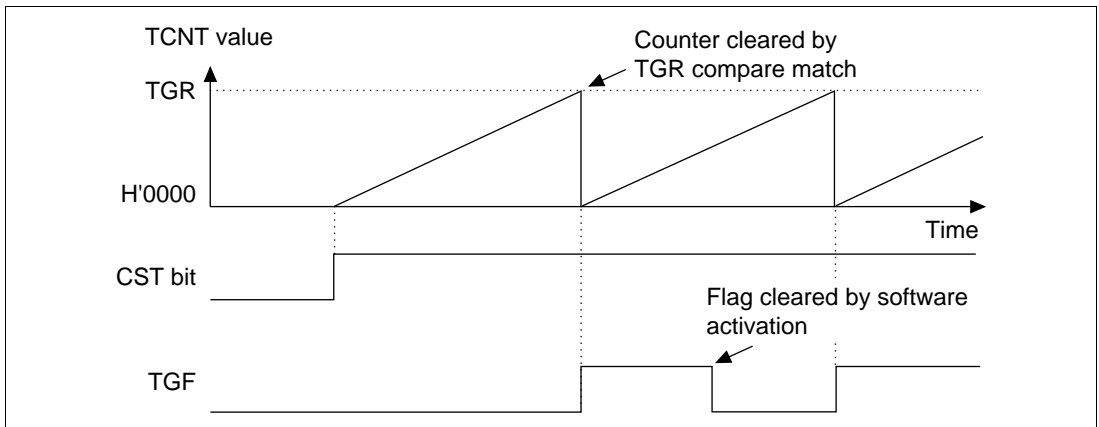 TCNT value
Counter cleared by
TGR compare match
TGR
H'0000
Time
CST bit
Flag cleared by software
activation
TGF